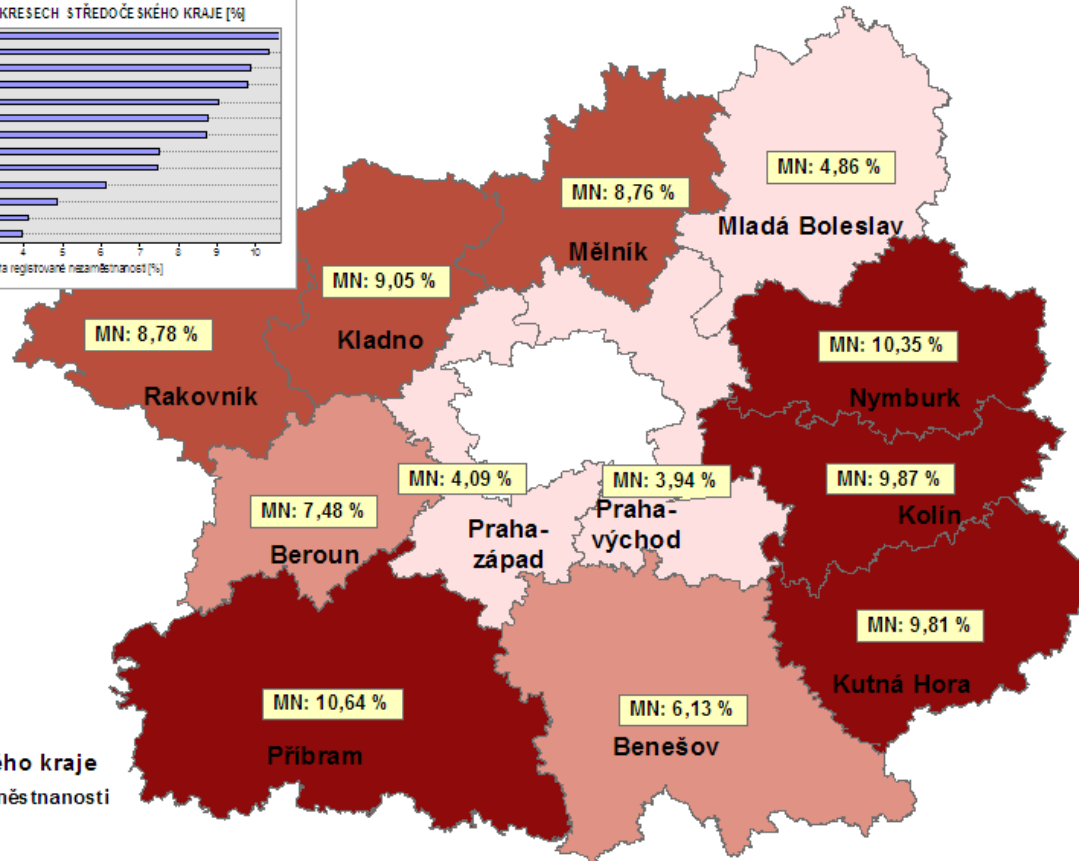 KRESECH STŘEDOČESKÉHO KRAJE [%]
4 5 6 7 8 9 10
ra registrované nezaměstnanosti [%]
MN: 4,86 %
Mladá Boleslav
MN: 8,76 %
Mělník
MN: 9,05 %
Kladno
MN: 8,78 %
Rakovník
MN: 10,35 %
Nymburk
MN: 9,87 %
Kolín
MN: 4,09 %
Praha-
západ
MN: 3,94 %
Praha-
východ
MN: 7,48 %
Beroun
MN: 9,81 %
Kutná Hora
MN: 10,64 %
Příbram
MN: 6,13 %
Benešov
ého kraje
městnanosti